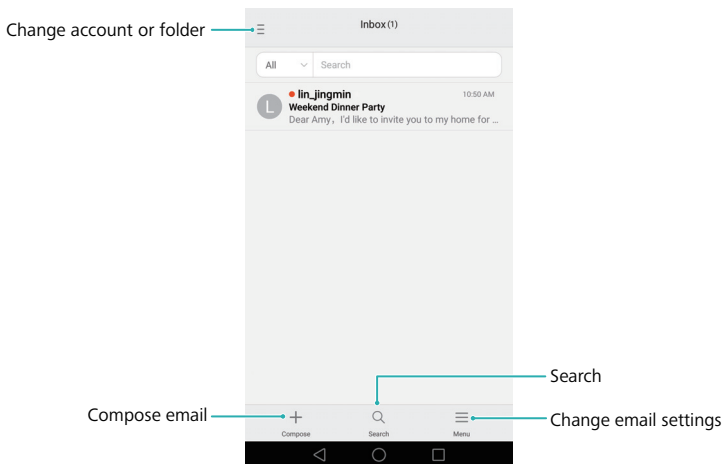 Change account or folder
Inbox (1)
All
Search
L
lin_jingmin
10:50 AM
Weekend Dinner Party
Dear Amy，I'd like to invite you to my home for ...
Search
Compose email
Change email settings
Compose
Search
Menu